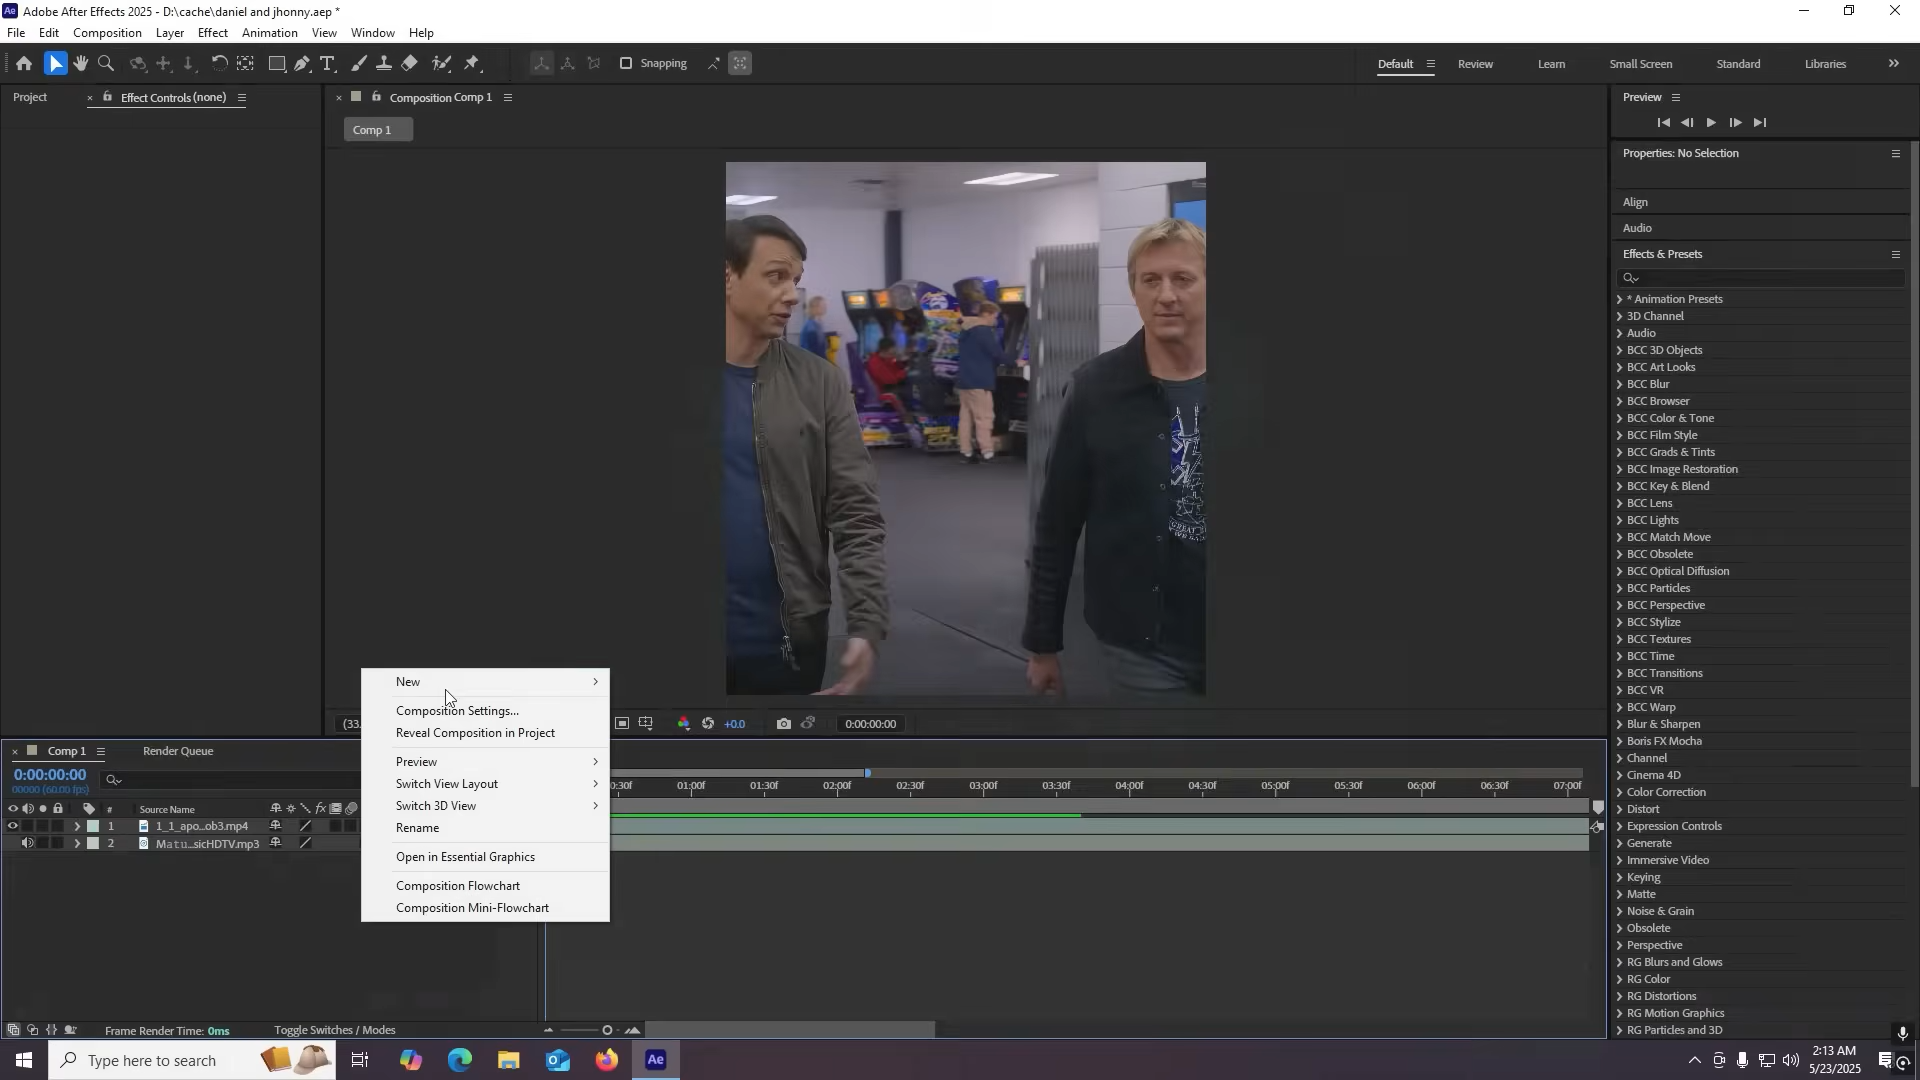 Adobe After Effects 2025 - D:\cache\daniel and jhonny.aep *
File Edit Composition Layer Effect Animation View Window Help
Snapping Default Review Learn Small Screen Standard Libraries
Project × Effect Controls (none) × Composition Comp 1 Preview
Comp 1
Properties: No Selection
Align
Audio
Effects & Presets
* Animation Presets
3D Channel
Audio
BCC 3D Objects
BCC Art Looks
BCC Blur
BCC Browser
BCC Color & Tone
BCC Film Style
BCC Grads & Tints
BCC Image Restoration
BCC Key & Blend
BCC Lens
BCC Lights
BCC Match Move
BCC Obsolete
BCC Optical Diffusion
BCC Particles
BCC Perspective
BCC Stylize
BCC Textures
BCC Time
BCC Transitions
BCC VR
BCC Warp
Blur & Sharpen
Boris FX Mocha
Channel
Cinema 4D
Color Correction
Distort
Expression Controls
Generate
Immersive Video
Keying
Matte
Noise & Grain
Obsolete
Perspective
RG Blurs and Glows
RG Color
RG Distortions
RG Motion Graphics
RG Particles and 3D
New
Composition Settings...
Reveal Composition in Project
Preview
Switch View Layout
Switch 3D View
Rename
Open in Essential Graphics
Composition Flowchart
Composition Mini-Flowchart
(33. +0.0 0:00:00:00
× Comp 1 Render Queue
0:00:00:00
00000 (60.00 fps)
0:30f 01:00f 01:30f 02:00f 02:30f 03:00f 03:30f 04:00f 04:30f 05:00f 05:30f 06:00f 06:30f 07:00f
# Source Name fx
1 1_1_apo...ob3.mp4
2 Matu...sicHDTV.mp3
Frame Render Time: 0ms Toggle Switches / Modes
Type here to search Ae
2:13 AM
5/23/2025